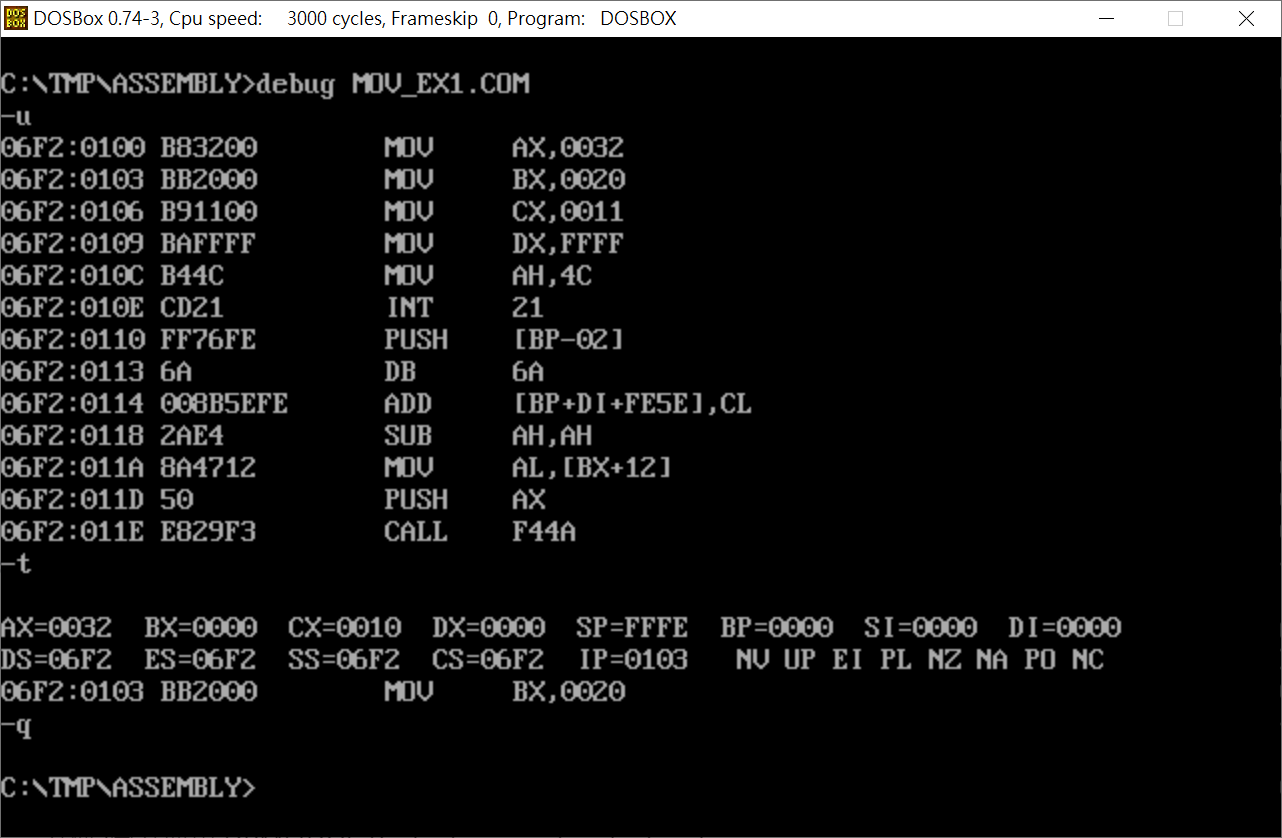 DOSBox 0.74-3, Cpu speed:    3000 cycles, Frameskip  0, Program:   DOSBOX
C:\TMP\ASSEMBLY>debug MOV_EX1.COM
-u
06F2:0100 B83200        MOV     AX,0032
06F2:0103 BB2000        MOV     BX,0020
06F2:0106 B91100        MOV     CX,0011
06F2:0109 BAFFFF        MOV     DX,FFFF
06F2:010C B44C          MOV     AH,4C
06F2:010E CD21          INT     21
06F2:0110 FF76FE        PUSH    [BP-02]
06F2:0113 6A            DB      6A
06F2:0114 008B5EFE      ADD     [BP+DI+FE5E],CL
06F2:0118 2AE4          SUB     AH,AH
06F2:011A 8A4712        MOV     AL,[BX+12]
06F2:011D 50            PUSH    AX
06F2:011E E829F3        CALL    F44A
-t
AX=0032  BX=0000  CX=0010  DX=0000  SP=FFFE  BP=0000  SI=0000  DI=0000
DS=06F2  ES=06F2  SS=06F2  CS=06F2  IP=0103   NV UP EI PL NZ NA PO NC
06F2:0103 BB2000        MOV     BX,0020
-q
C:\TMP\ASSEMBLY>